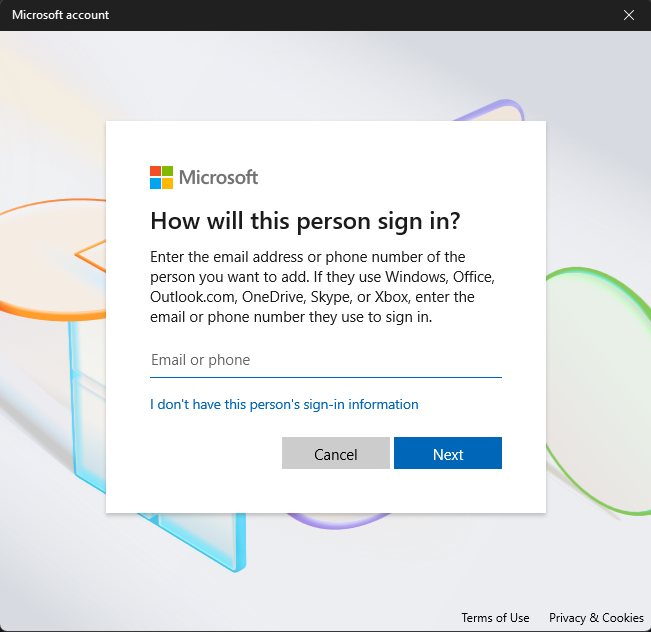 Microsoft account
Microsoft
How will this person sign in?
Enter the email address or phone number of the
person you want to add. If they use Windows, Office,
Outlook.com, OneDrive, Skype, or Xbox, enter the
email or phone number they use to sign in.
Email or phone
I don't have this person's sign-in information
Cancel
Next
Terms of Use
Privacy & Cookies